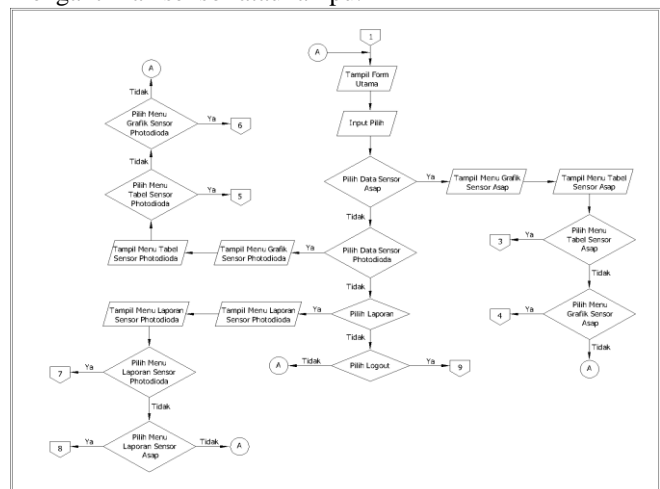 1
A
Tampil Form
Utama
Input Pilih
Pilih Data Sensor
Asap
Ya
Tampil Menu Grafik
Sensor Asap
Tampil Menu Tabel
Sensor Asap
Tidak
Pilih Menu
Tabel Sensor
Asap
Ya
3
Tidak
Pilih Menu
Grafik Sensor
Asap
Ya
4
Tidak
A
Pilih Data Sensor
Photodioda
Ya
Tampil Menu Grafik
Sensor Photodioda
Tampil Menu Tabel
Sensor Photodioda
Pilih Menu
Tabel Sensor
Photodioda
Ya
5
Tidak
Pilih Menu
Grafik Sensor
Photodioda
Ya
6
Tidak
A
Tidak
Pilih Laporan
Ya
Tampil Menu Laporan
Sensor Photodioda
Tampil Menu Laporan
Sensor Photodioda
Pilih Menu
Laporan Sensor
Photodioda
Ya
7
Tidak
Pilih Menu
Laporan Sensor
Asap
Ya
8
Tidak
A
Tidak
Pilih Logout
Tidak
A
Ya
9